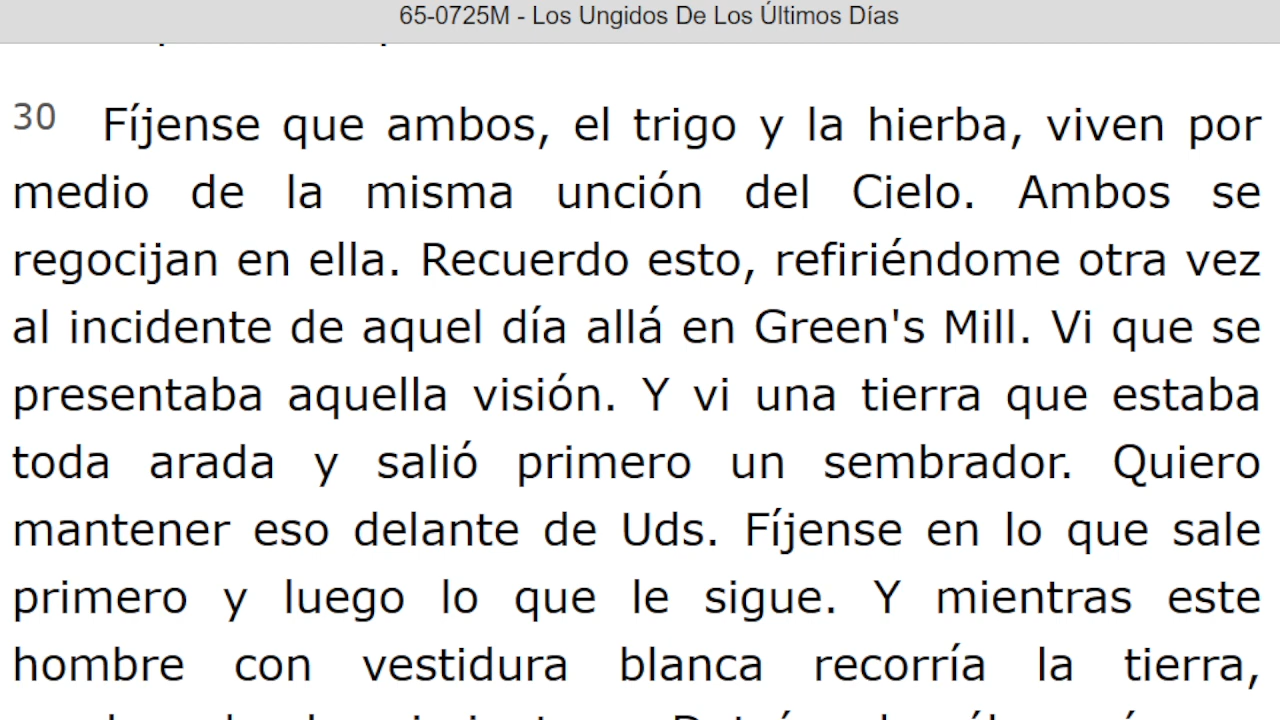 65-0725M - Los Ungidos De Los Últimos Días
30 Fíjense que ambos, el trigo y la hierba, viven por
medio de la misma unción del Cielo. Ambos se
regocijan en ella. Recuerdo esto, refiriéndome otra vez
al incidente de aquel día allá en Green's Mill. Vi que se
presentaba aquella visión. Y vi una tierra que estaba
toda arada y salió primero un sembrador. Quiero
mantener eso delante de Uds. Fíjense en lo que sale
primero y luego lo que le sigue. Y mientras este
hombre con vestidura blanca recorría la tierra,